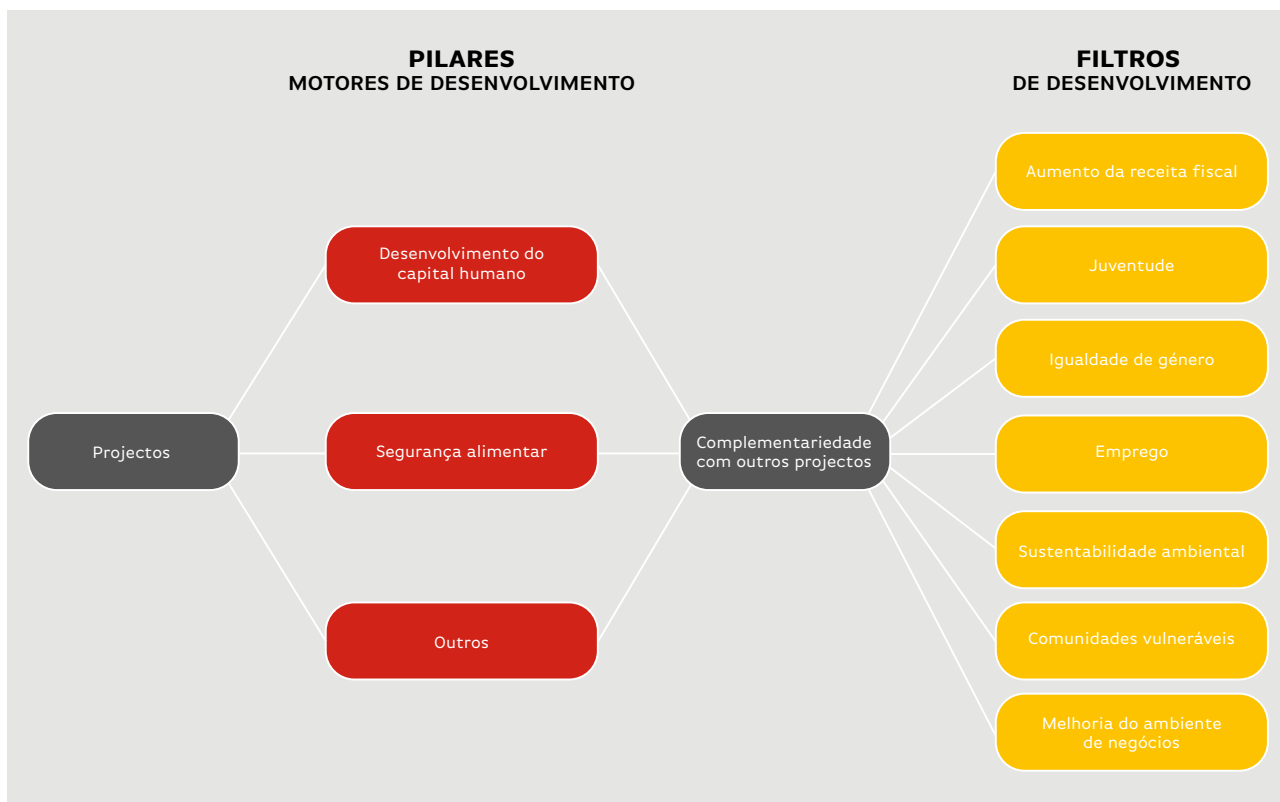 PILARES
MOTORES DE DESENVOLVIMENTO
FILTROS
DE DESENVOLVIMENTO
Projectos
Desenvolvimento do
capital humano
Segurança alimentar
Outros
Complementariedade
com outros projectos
Aumento da receita fiscal
Juventude
Igualdade de género
Emprego
Sustentabilidade ambiental
Comunidades vulneráveis
Melhoria do ambiente
de negócios